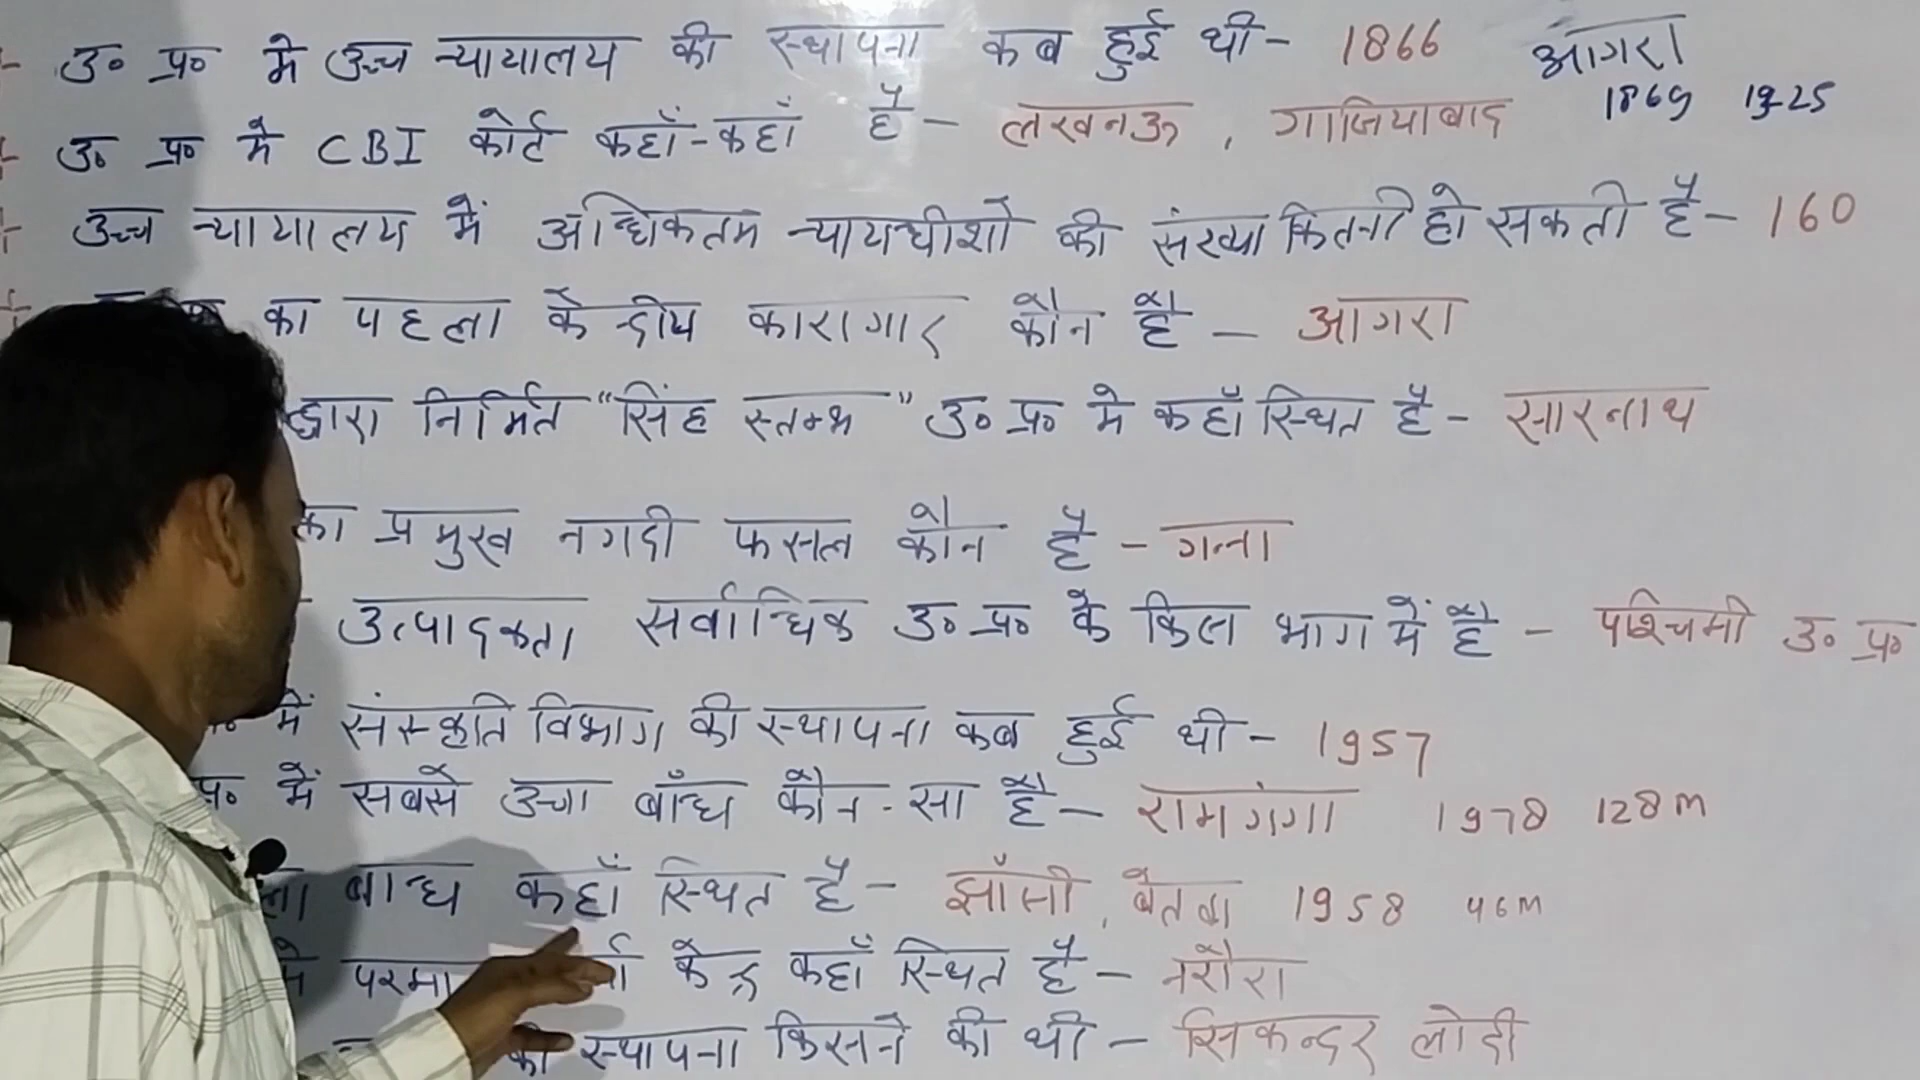 उ० प्र० मे उच्च न्यायालय की स्थापना कब हुई थी - 1866 आगरा
1869 1925
उ० प्र० मे CBI कोर्ट कहाँ-कहाँ है - लखनऊ, गाजियाबाद
उच्च न्यायालय में अधिकतम न्यायधीशो की संख्या कितनी हो सकती है - 160
का पहला केन्द्रीय कारागार कौन है - आगरा
द्वारा निर्मित "सिंह स्तम्भ" उ० प्र० मे कहाँ स्थित है - सारनाथ
का प्रमुख नगदी फसल कौन है - गन्ना
उत्पादकता सर्वाधिक उ० प्र० के किस भाग में है - पश्चिमी उ० प्र०
में संस्कृति विभाग की स्थापना कब हुई थी - 1957
प्र० में सबसे उचा बाँध कौन-सा है - रामगंगा 1978 128m
बान्ध कहाँ स्थित है - झाँसी, बेतवा 1958 46m
मे केन्द्र कहाँ स्थित है - नरौरा
की स्थापना किसने की थी - सिकन्दर लोदी